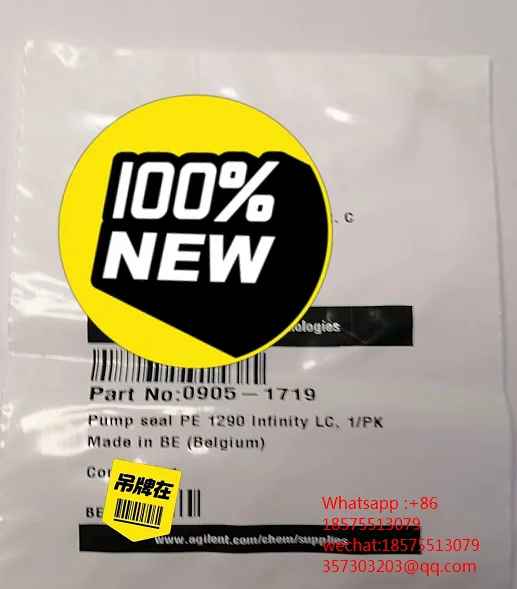 100%
NEW
. C
ologies
Part No:0905-1719
Pump seal PE 1290 Infinity LC, 1/PK
Made in BE (Belgium)
Co
吊牌在
BE
www.agilent.com/chem/supplies
Whatsapp :+86
18575513079
wechat:18575513079
357303203@qq.com